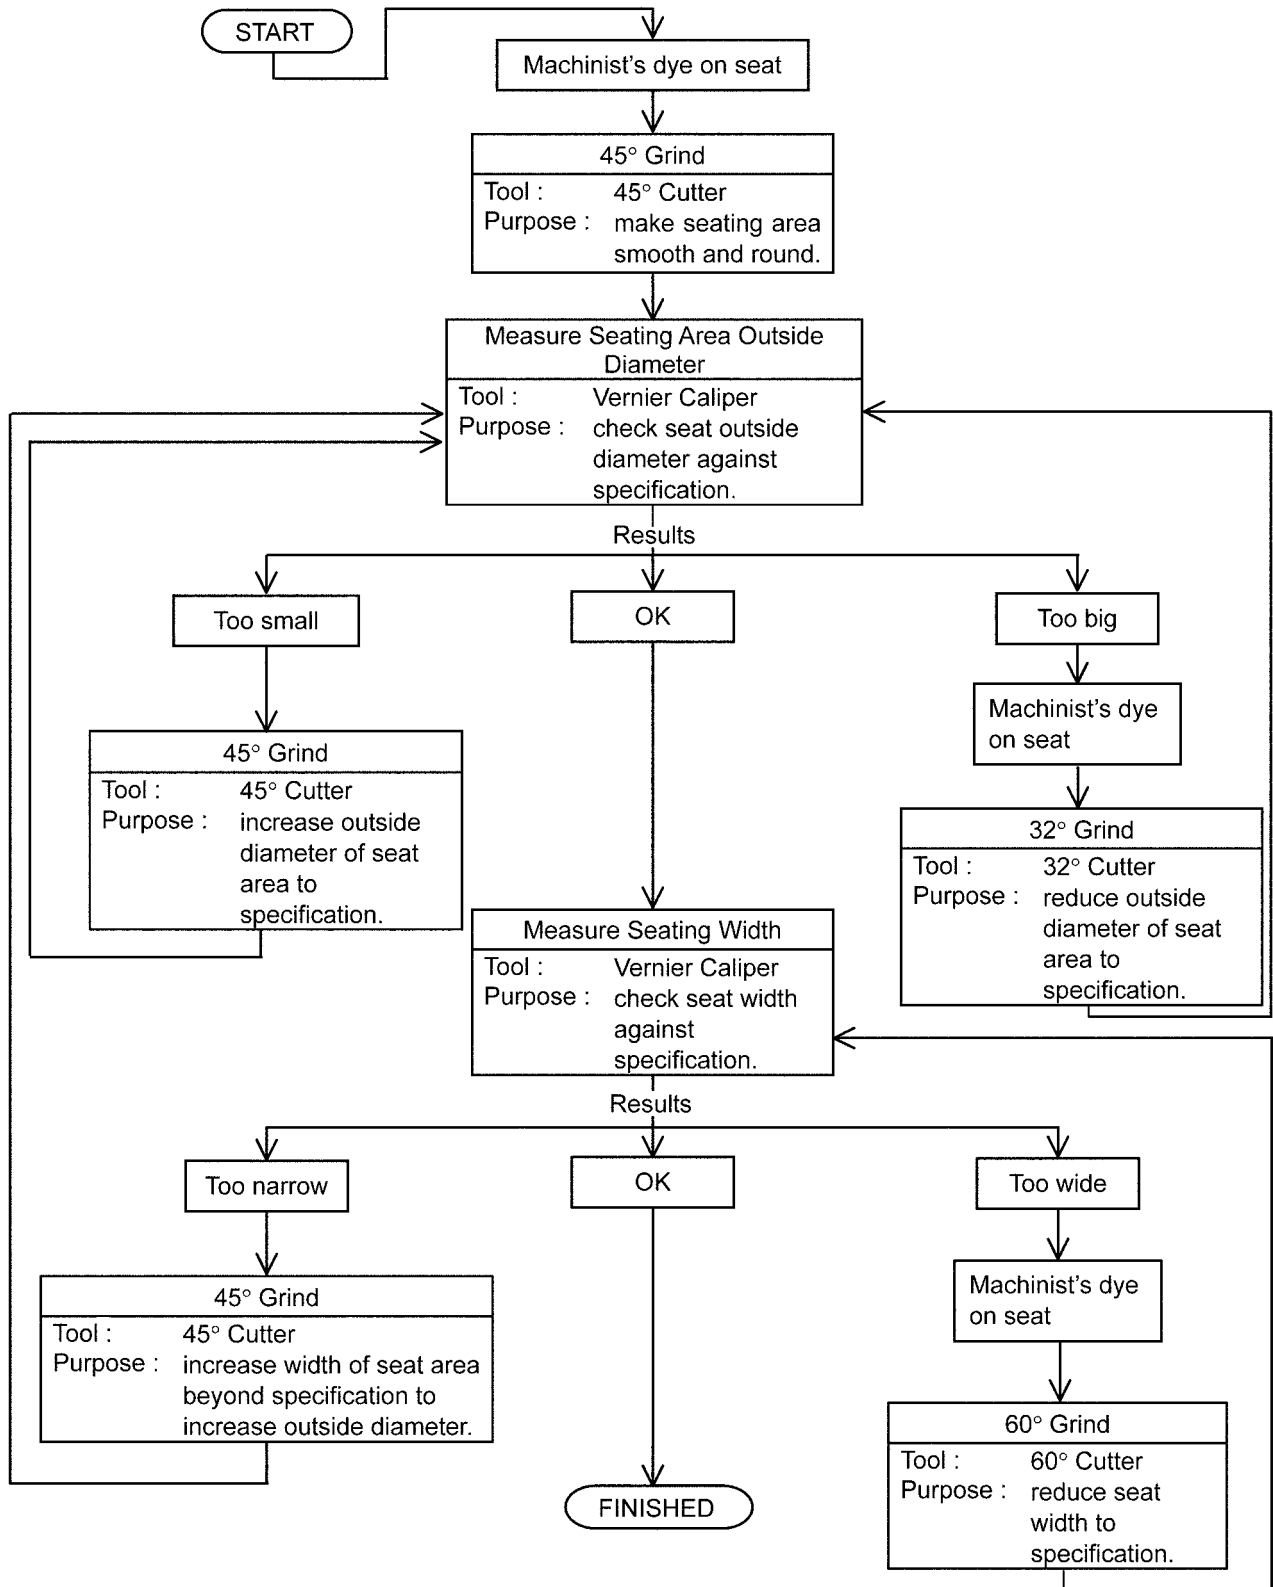 START
Machinist's dye on seat
45° Grind
Tool : 45° Cutter
Purpose : make seating area
smooth and round.
Measure Seating Area Outside
Diameter
Tool : Vernier Caliper
Purpose : check seat outside
diameter against
specification.
Results
Too small
OK
Too big
Machinist's dye
on seat
45° Grind
Tool : 45° Cutter
Purpose : increase outside
diameter of seat
area to
specification.
32° Grind
Tool : 32° Cutter
Purpose : reduce outside
diameter of seat
area to
specification.
Measure Seating Width
Tool : Vernier Caliper
Purpose : check seat width
against
specification.
Results
Too narrow
OK
Too wide
Machinist's dye
on seat
45° Grind
Tool : 45° Cutter
Purpose : increase width of seat area
beyond specification to
increase outside diameter.
60° Grind
Tool : 60° Cutter
Purpose : reduce seat
width to
specification.
FINISHED